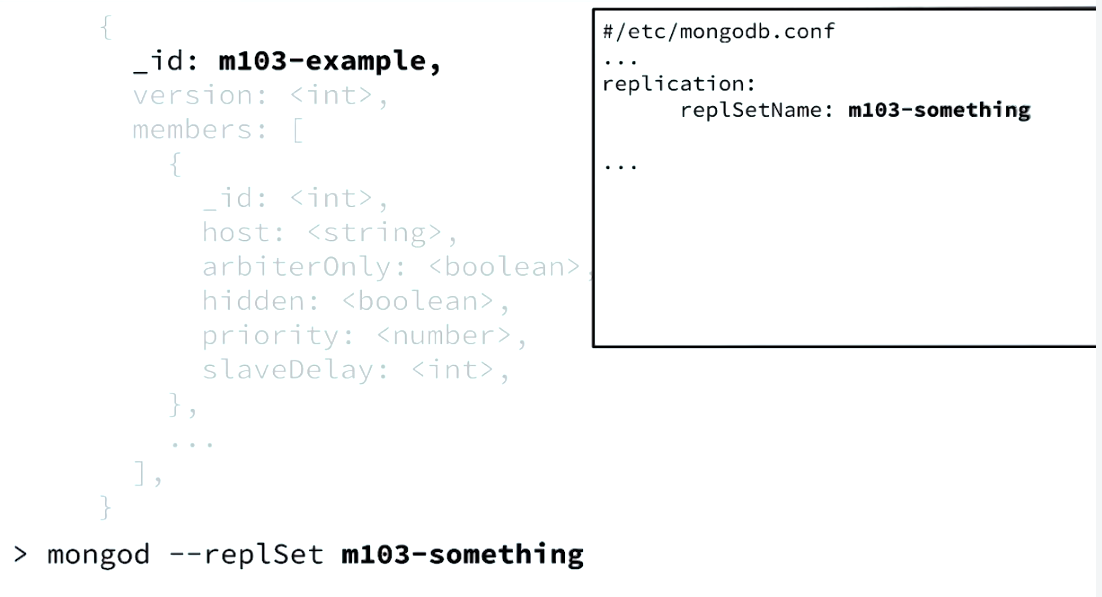 {
_id: m103-example,
version: <int>,
members: [
{
_id: <int>,
host: <string>,
arbiterOnly: <boolean>,
hidden: <boolean>,
priority: <number>,
slaveDelay: <int>,
},
...
],
}
> mongod --replSet m103-something
#/etc/mongodb.conf
...
replication:
replSetName: m103-something
...